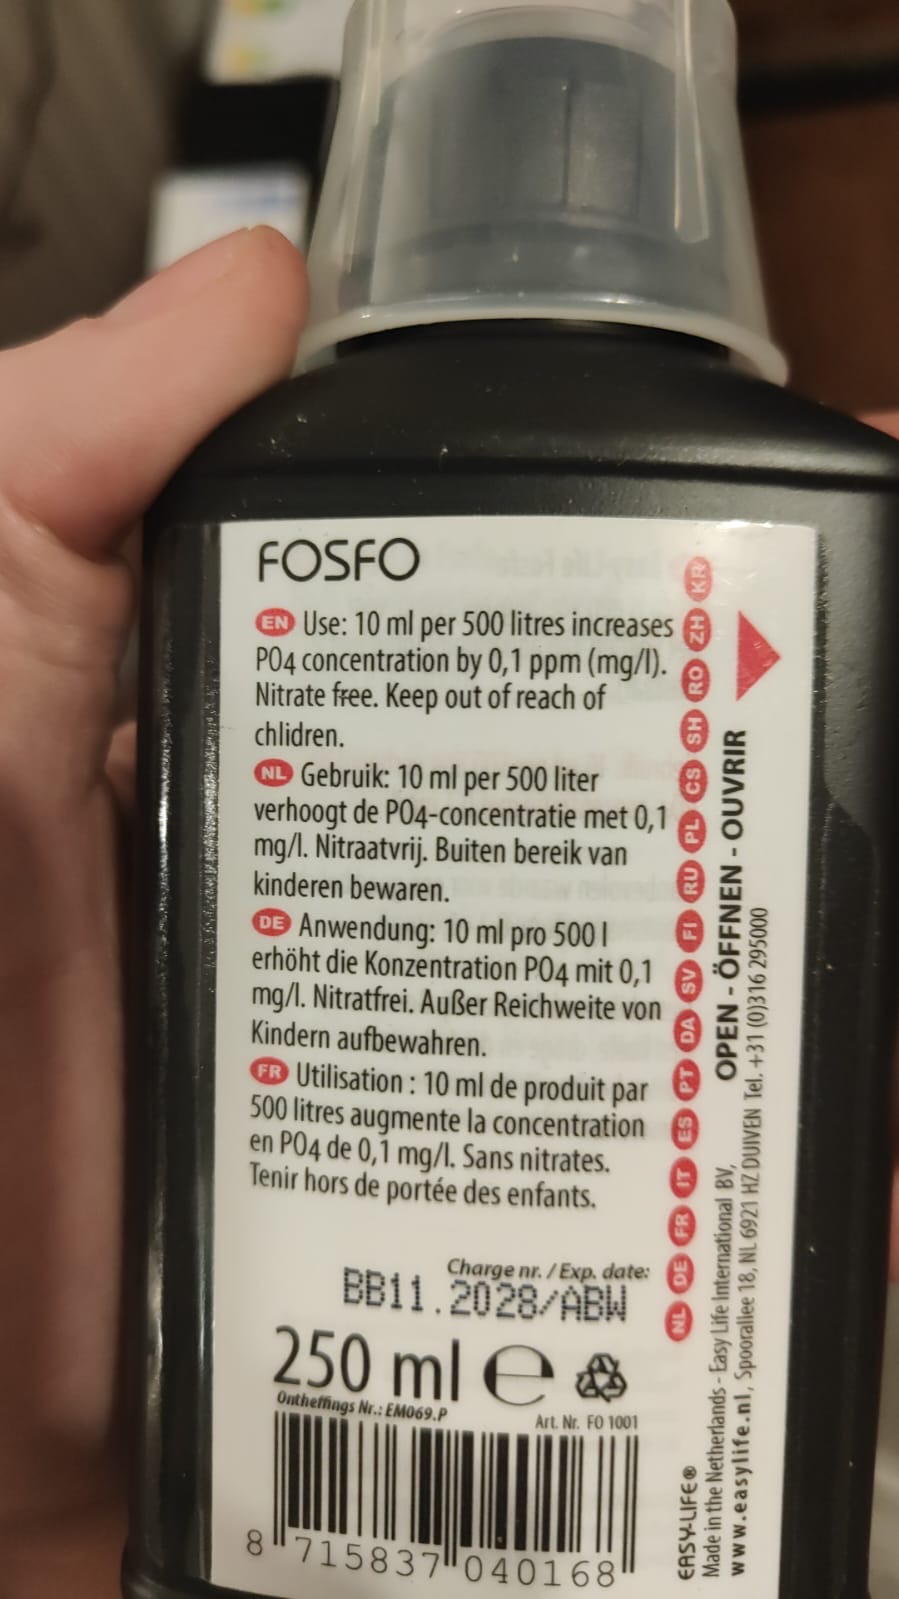 FOSFO
EN Use: 10 ml per 500 litres increases
PO4 concentration by 0,1 ppm (mg/l).
Nitrate free. Keep out of reach of
chlidren.
NL Gebruik: 10 ml per 500 liter
verhoogt de PO4-concentratie met 0,1
mg/l. Nitraatvrij. Buiten bereik van
kinderen bewaren.
DE Anwendung: 10 ml pro 500 l
erhöht die Konzentration PO4 mit 0,1
mg/l. Nitratfrei. Außer Reichweite von
Kindern aufbewahren.
FR Utilisation : 10 ml de produit par
500 litres augmente la concentration
en PO4 de 0,1 mg/l. Sans nitrates.
Tenir hors de portée des enfants.
Charge nr. / Exp. date:
BB11.2028/ABW
250 ml e
Ontheffings Nr.: EM069.P
Art. Nr. FO 1001
8 715837 040168
NL DE FR IT ES PT DA SV FI RU PL CS SH RO ZH KR
OPEN - ÖFFNEN - OUVRIR
EASY-LIFE®
Made in the Netherlands - Easy Life International BV,
www.easylife.nl, Spoorallee 18, NL 6921 HZ DUIVEN Tel. +31 (0)316 295000